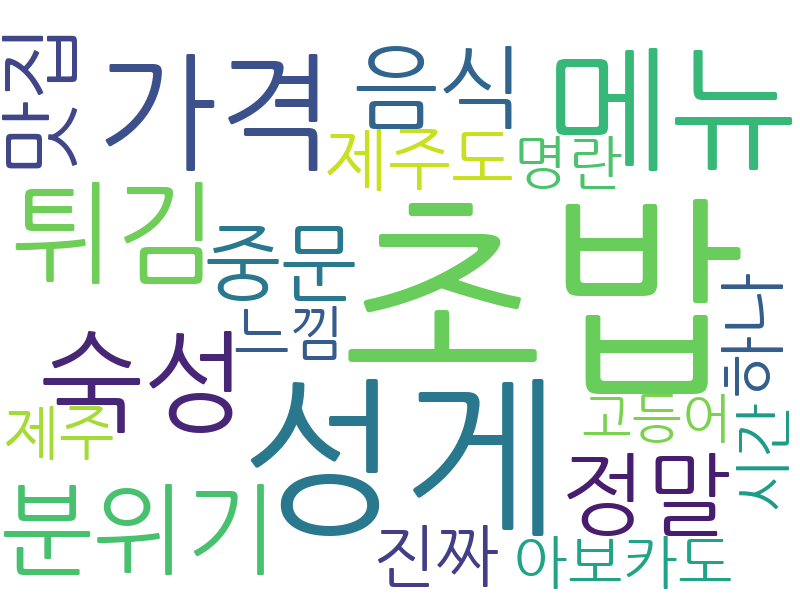 맛집
가격
음식
메뉴
제주도
명란
튀김
중문
초밥
느낌
하나
숙성
성게
제주
고등어
시간
정말
분위기
진짜
아보카도